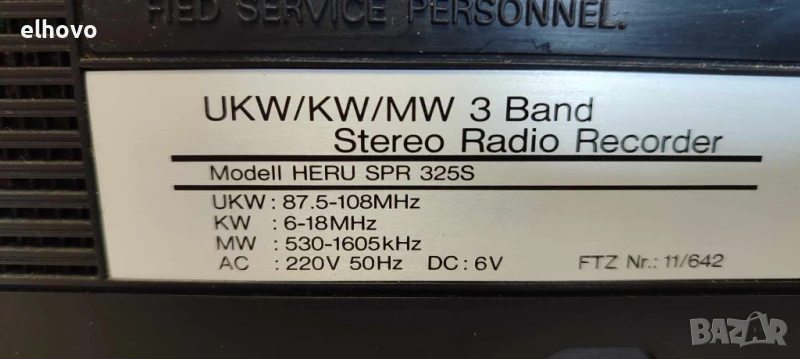 elhovo
FIED SERVICE PERSONNEL.
UKW/KW/MW 3 Band
Stereo Radio Recorder
Modell HERU SPR 325S
UKW : 87.5-108MHz
KW : 6-18MHz
MW : 530-1605kHz
AC : 220V 50Hz DC : 6V
FTZ Nr.: 11/642
BAZAR